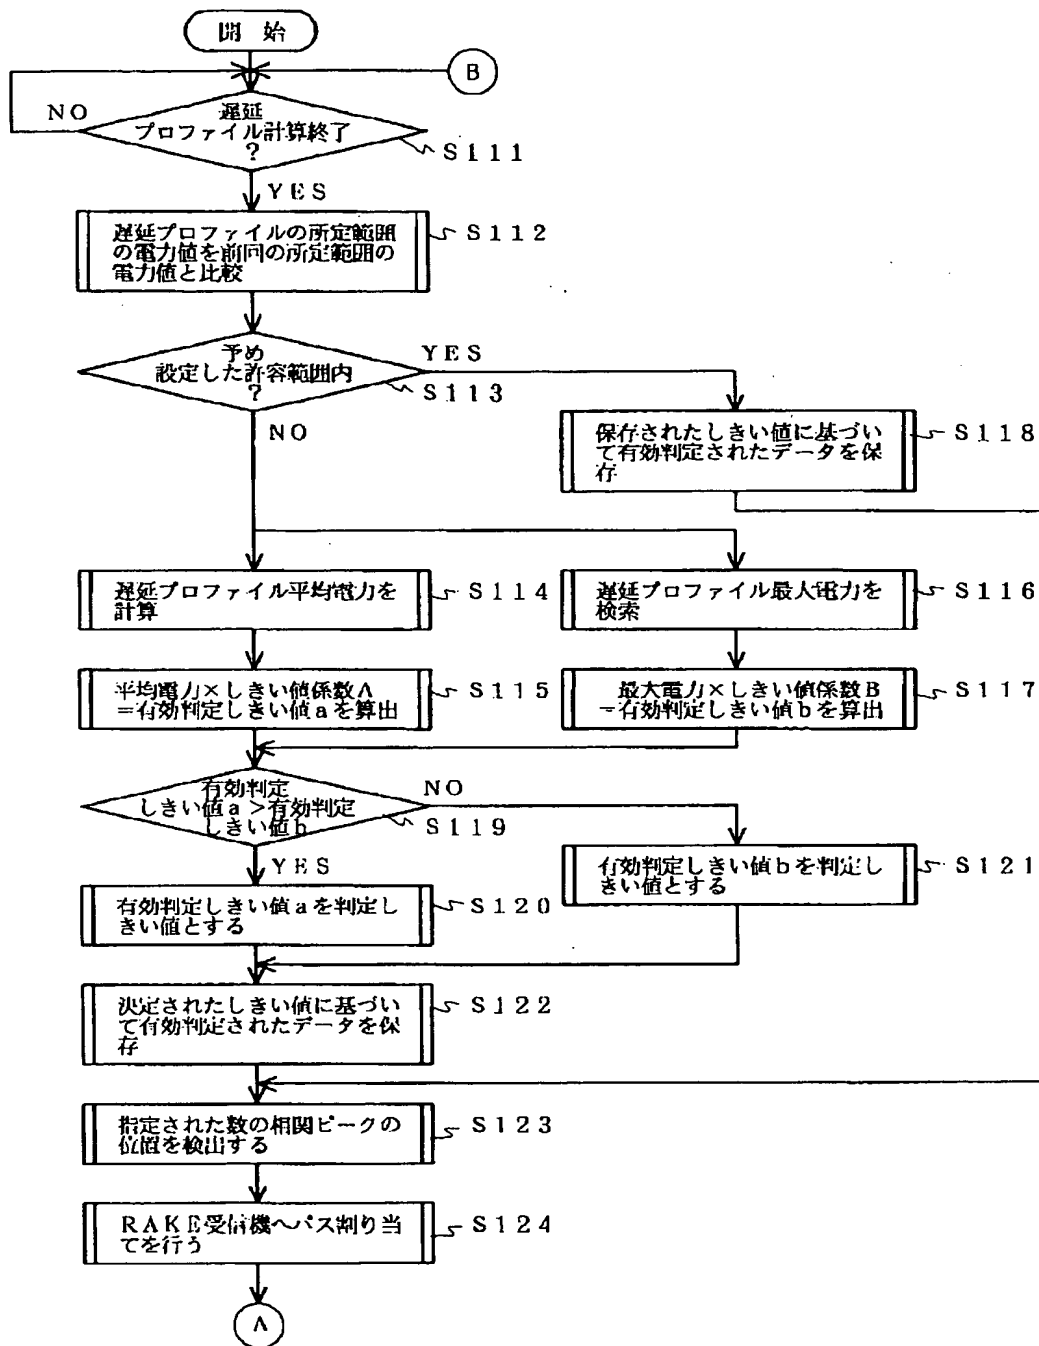 開 始
B
NO
遅延
プロファイル計算終了
?
S111
YES
遅延プロファイルの所定範囲
の電力値を前回の所定範囲の
電力値と比較
S112
予め
設定した許容範囲内
?
YES
S113
NO
保存されたしきい値に基づい
て有効判定されたデータを保
存
S118
遅延プロファイル平均電力を
計算
S114
遅延プロファイル最大電力を
検索
S116
平均電力×しきい値係数A
=有効判定しきい値aを算出
S115
最大電力×しきい値係数B
=有効判定しきい値bを算出
S117
有効判定
しきい値a>有効判定
しきい値b
NO
S119
YES
有効判定しきい値bを判定し
きい値とする
S121
有効判定しきい値aを判定し
きい値とする
S120
決定されたしきい値に基づい
て有効判定されたデータを保
存
S122
指定された数の相関ピークの
位置を検出する
S123
RAKE受信機へパス割り当
てを行う
S124
A